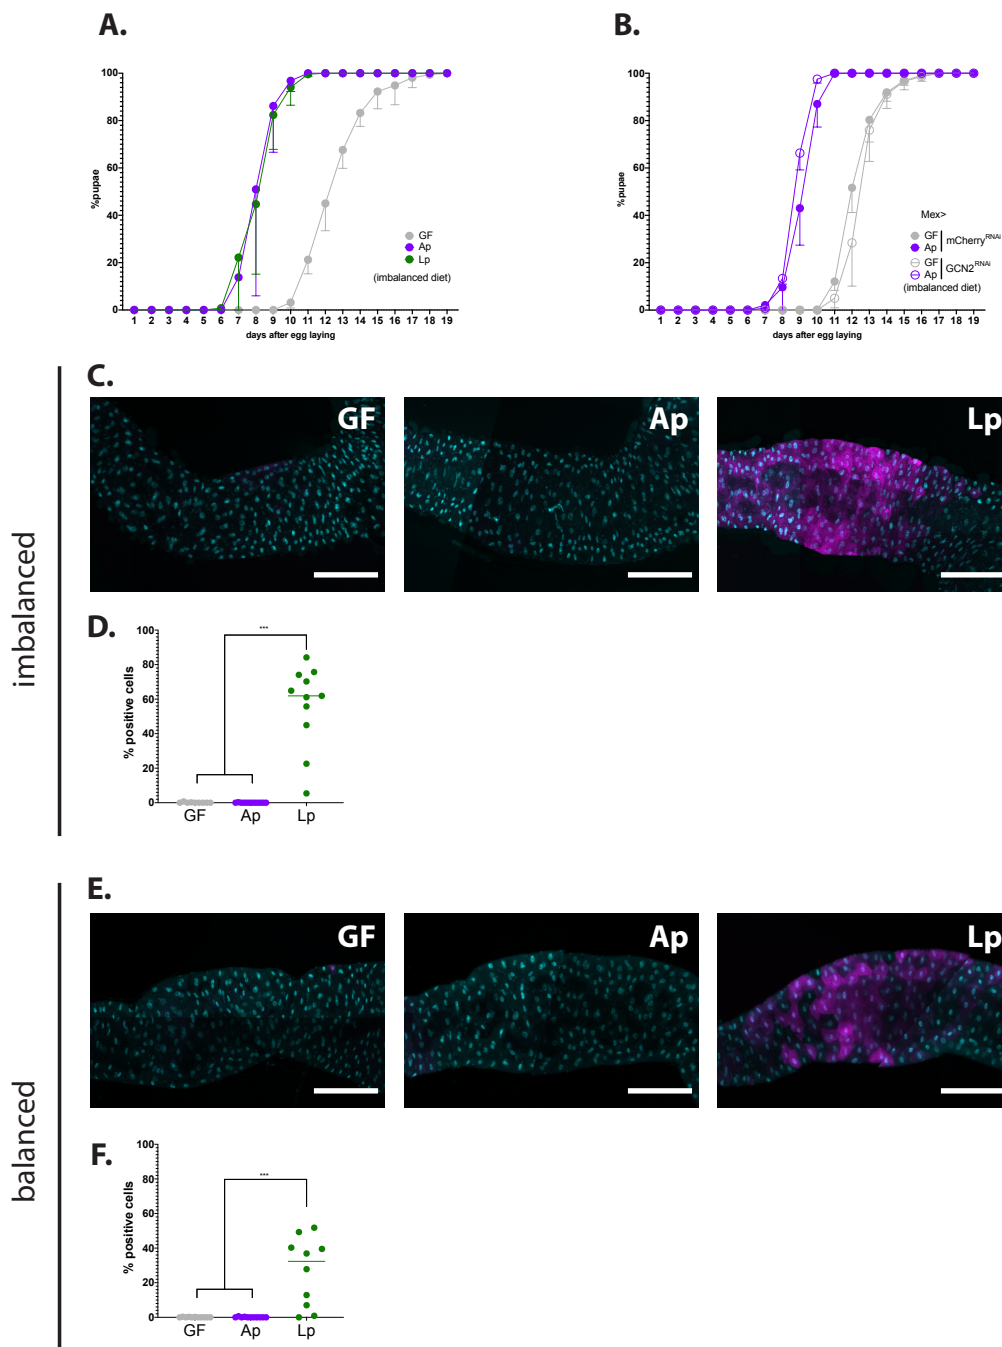 A.
B.
100
80
60
40
20
0
%pupae
1 2 3 4 5 6 7 8 9 10 11 12 13 14 15 16 17 18 19
days after egg laying
GF
Ap
Lp
(imbalanced diet)
100
80
60
40
20
0
%pupae
1 2 3 4 5 6 7 8 9 10 11 12 13 14 15 16 17 18 19
days after egg laying
Mex>
GF
Ap
mCherryRNAi
GF
Ap
GCN2RNAi
(imbalanced diet)
imbalanced
C.
GF
Ap
Lp
D.
100
80
60
40
20
0
% positive cells
***
GF Ap Lp
balanced
E.
GF
Ap
Lp
F.
100
80
60
40
20
0
% positive cells
***
GF Ap Lp